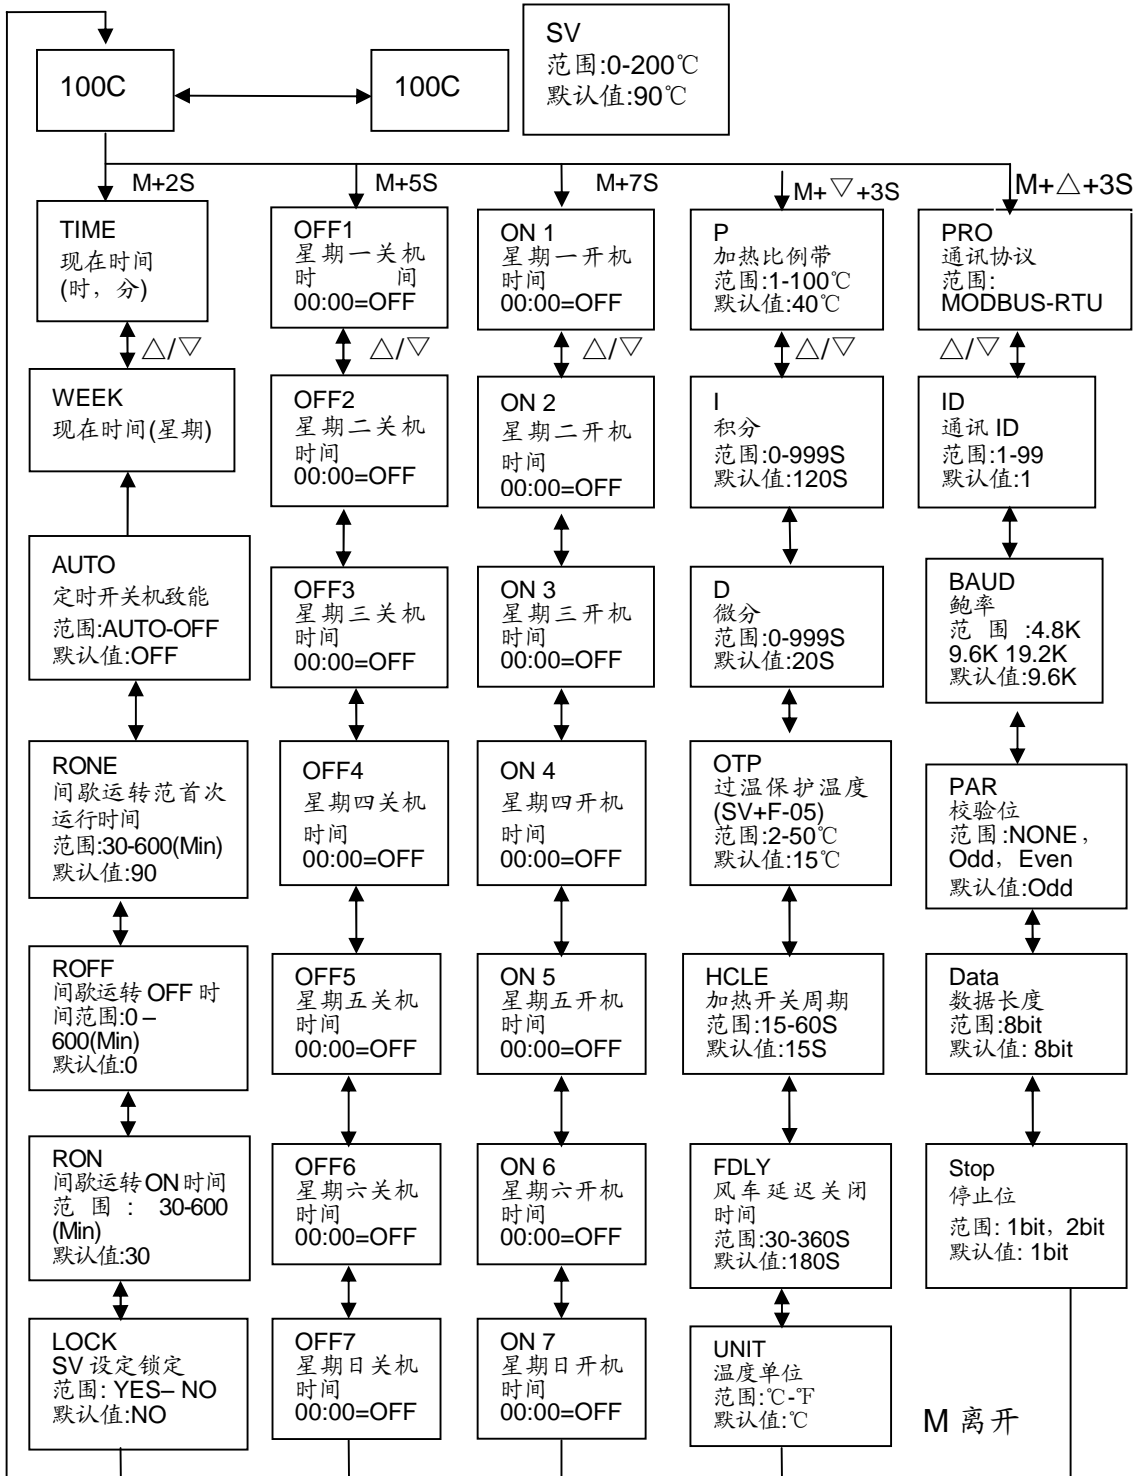 100C
100C
SV
范围:0-200℃
默认值:90℃
M+2S
M+5S
M+7S
M+▽+3S
M+△+3S
TIME
现在时间
(时，分)
△/▽
WEEK
现在时间(星期)
AUTO
定时开关机致能
范围:AUTO-OFF
默认值:OFF
RONE
间歇运转范首次
运行时间
范围:30-600(Min)
默认值:90
ROFF
间歇运转 OFF 时
间范围:0 –
600(Min)
默认值:0
RON
间歇运转 ON 时间
范 围 : 30-600
(Min)
默认值:30
LOCK
SV 设定锁定
范围: YES– NO
默认值:NO
OFF1
星期一关机
时 间
00:00=OFF
△/▽
OFF2
星期二关机
时间
00:00=OFF
OFF3
星期三关机
时间
00:00=OFF
OFF4
星期四关机
时间
00:00=OFF
OFF5
星期五关机
时间
00:00=OFF
OFF6
星期六关机
时间
00:00=OFF
OFF7
星期日关机
时间
00:00=OFF
ON 1
星期一开机
时间
00:00=OFF
△/▽
ON 2
星期二开机
时间
00:00=OFF
ON 3
星期三开机
时间
00:00=OFF
ON 4
星期四开机
时间
00:00=OFF
ON 5
星期五开机
时间
00:00=OFF
ON 6
星期六开机
时间
00:00=OFF
ON 7
星期日开机
时间
00:00=OFF
P
加热比例带
范围:1-100℃
默认值:40℃
△/▽
I
积分
范围:0-999S
默认值:120S
D
微分
范围:0-999S
默认值:20S
OTP
过温保护温度
(SV+F-05)
范围:2-50℃
默认值:15℃
HCLE
加热开关周期
范围:15-60S
默认值:15S
FDLY
风车延迟关闭
时间
范围:30-360S
默认值:180S
UNIT
温度单位
范围:℃-℉
默认值:℃
PRO
通讯协议
范围:
MODBUS-RTU
△/▽
ID
通讯 ID
范围:1-99
默认值:1
BAUD
鲍率
范 围 :4.8K
9.6K 19.2K
默认值:9.6K
PAR
校验位
范围:NONE，
Odd，Even
默认值:Odd
Data
数据长度
范围:8bit
默认值: 8bit
Stop
停止位
范围: 1bit，2bit
默认值: 1bit
M 离开